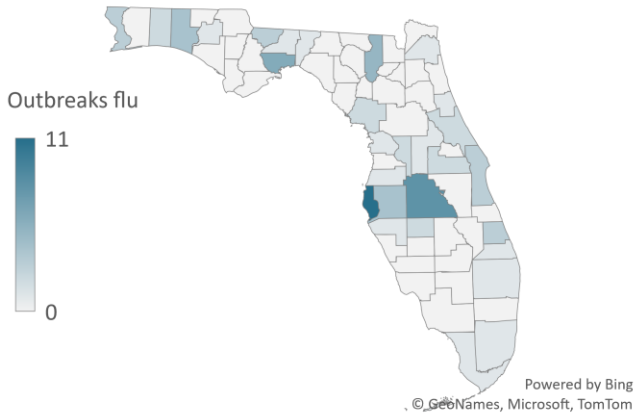 Outbreaks flu
11
0
Powered by Bing
© GeoNames, Microsoft, TomTom